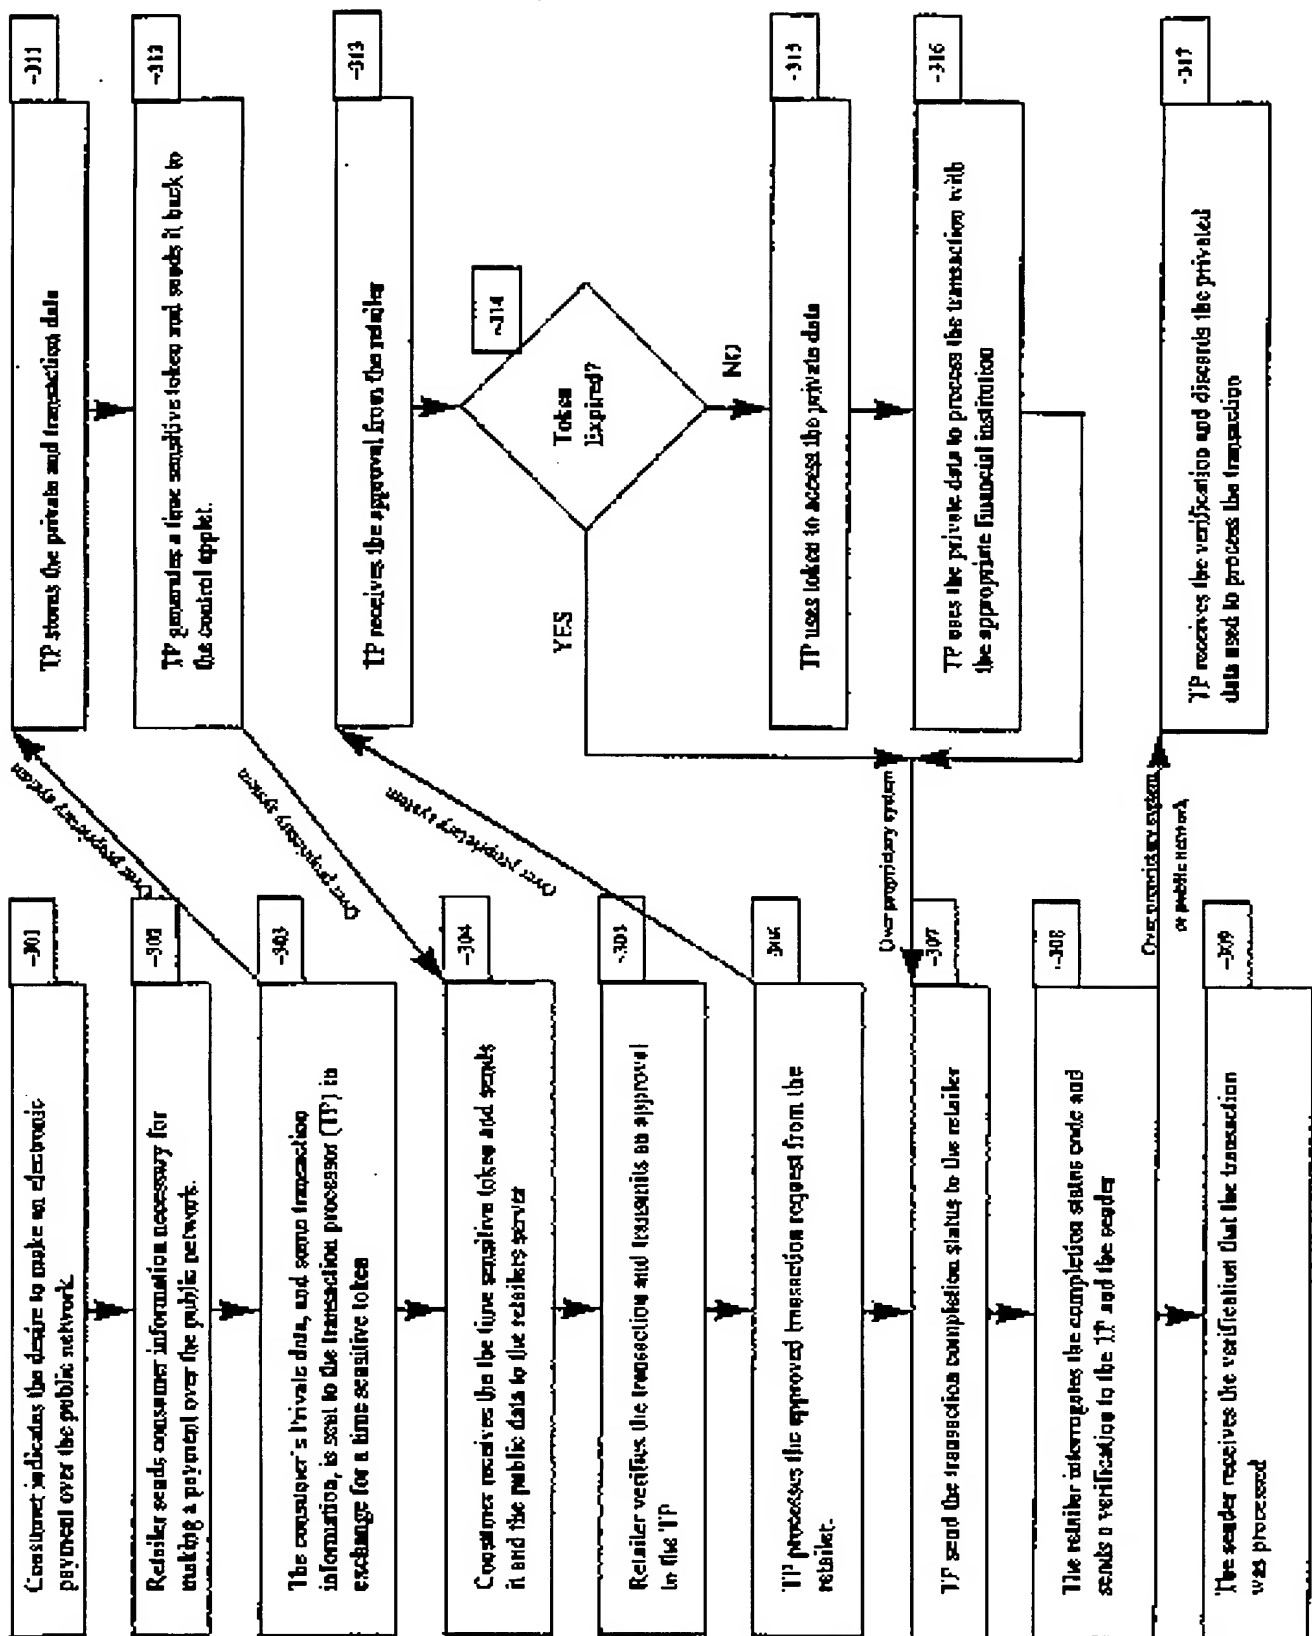 ~301
Consumer indicates the desire to make an electronic
payment over the public network.
~302
Retailer sends consumer information necessary for
making a payment over the public network.
~303
The consumer's Private data, and some transaction
information, is sent to the transaction processor (TP) in
exchange for a time sensitive token
~304
Consumer receives the the time sensitive token and sends
it and the public data to the retailers server
~305
Retailer verifies the transaction and transmits an approval
to the TP
306
TP processes the approved transaction request from the
retailer.
~307
TP send the transaction completion status to the retailer
~308
The retailer interrogates the completion status code and
sends a verification to the TP and the sender
~309
The sender receives the verification that the transaction
was processed
Over proprietary system
Over proprietary system
Over proprietary system
Over proprietary system
Over proprietary system
or public network
~311
TP stores the private and transaction data
~312
TP generates a time sensitive token and sends it back to
the control applet.
~313
TP receives the approval from the retailer
~314
Token
Expired?
YES
NO
~315
TP uses token to access the private data
~316
TP uses the private data to process the transaction with
the appropriate financial institution
~317
TP receives the verification and discards the privated
data used to process the transaction